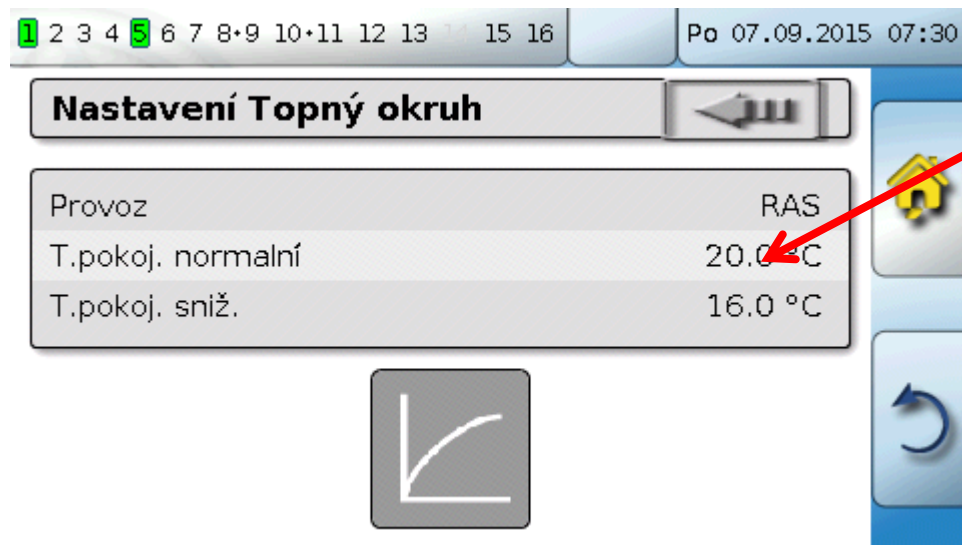 1 2 3 4 5 6 7 8•9 10•11 12 13 14 15 16 Po 07.09.2015 07:30
Nastavení Topný okruh
Provoz RAS
T.pokoj. normalní 20.0 °C
T.pokoj. sniž. 16.0 °C